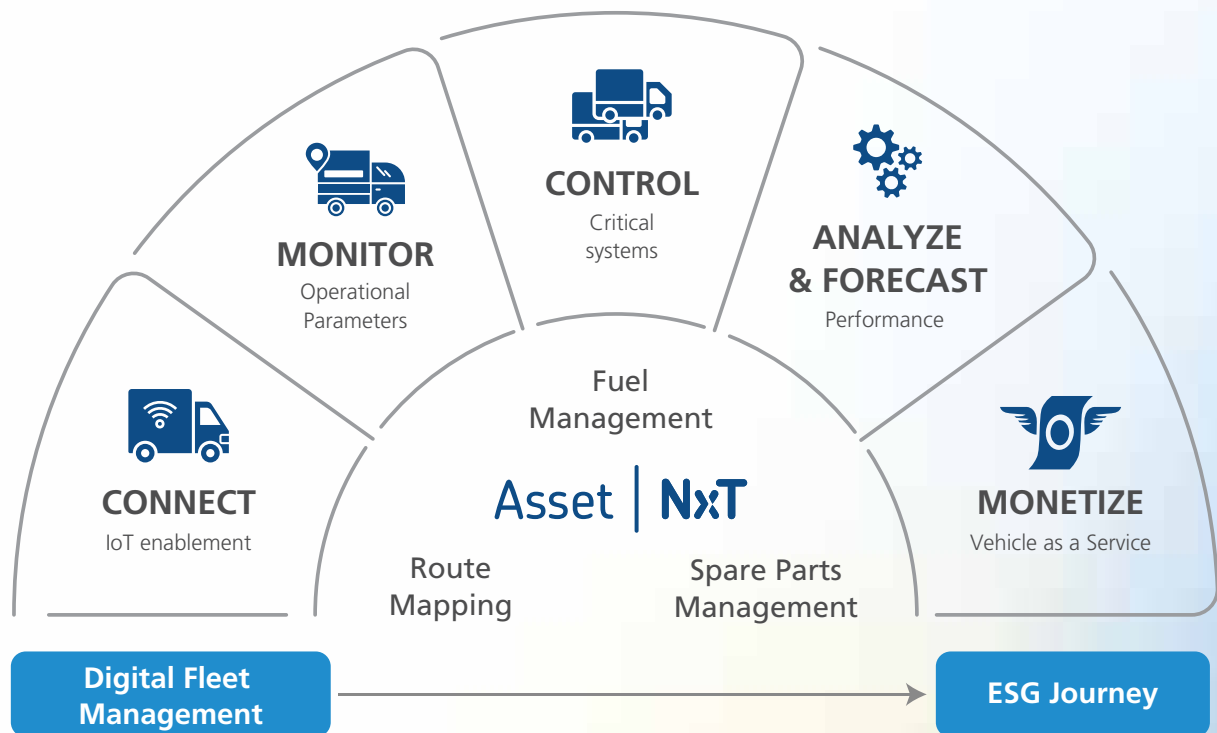 CONTROL
Critical
systems
MONITOR
Operational
Parameters
ANALYZE
& FORECAST
Performance
CONNECT
IoT enablement
MONETIZE
Vehicle as a Service
Fuel
Management
Asset | NxT
Route
Mapping
Spare Parts
Management
Digital Fleet
Management
ESG Journey